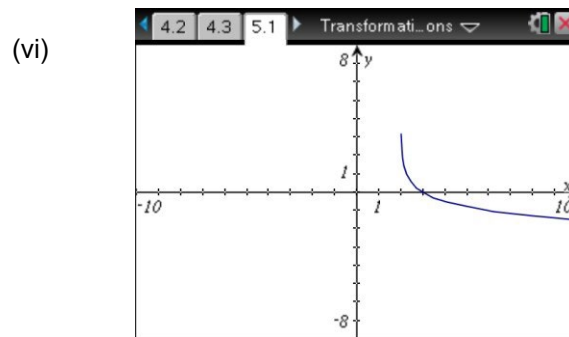 4.2 4.3 5.1 Transformati...ons
(vi)
8 y
1
x
-10 1 10
-8